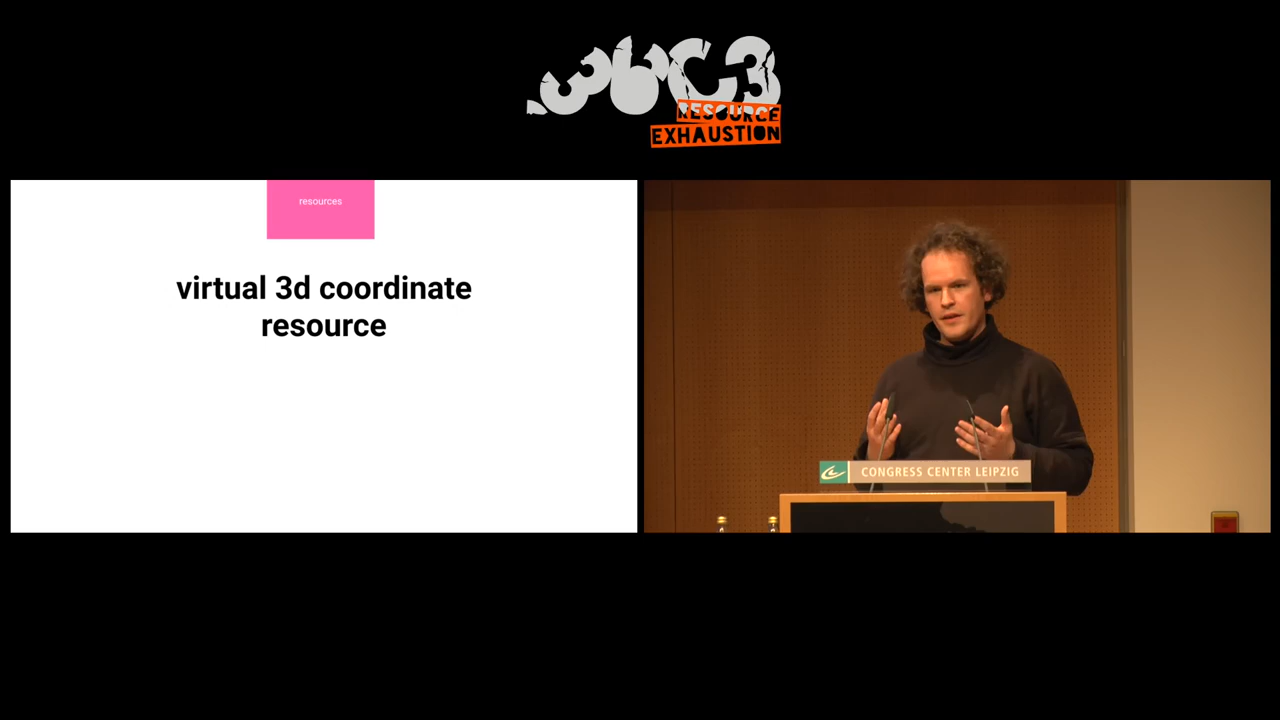 36C3
RESOURCE
EXHAUSTION
resources
virtual 3d coordinate
resource
CONGRESS CENTER LEIPZIG